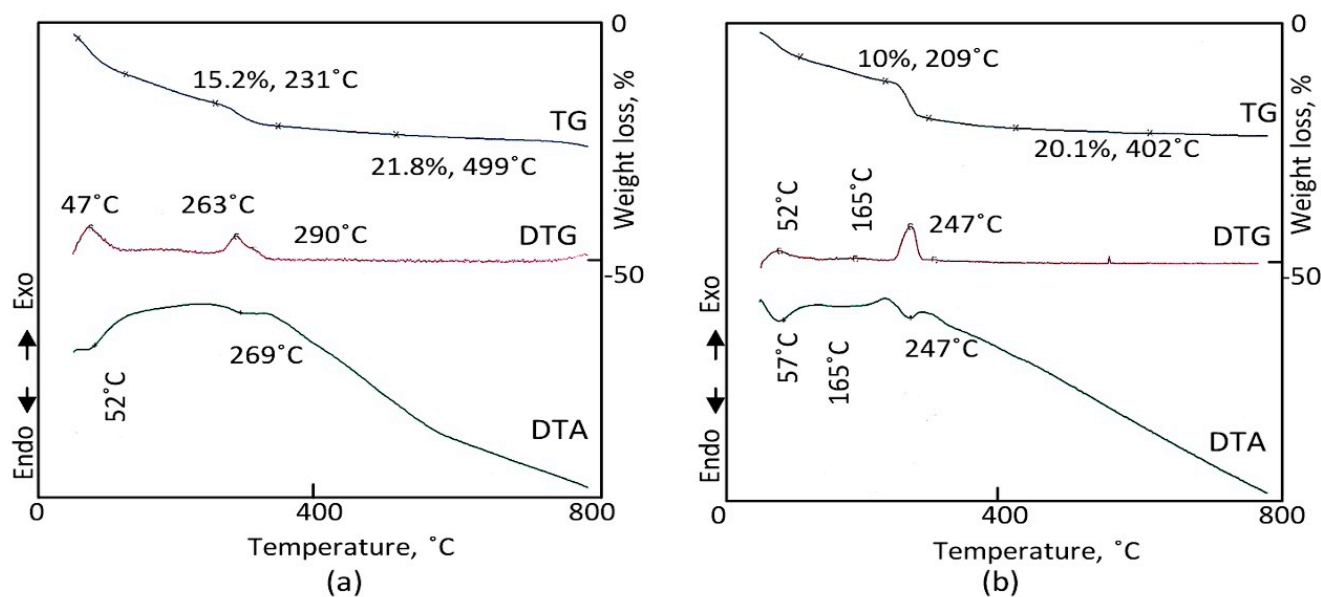 0
15.2%, 231˚C
TG
21.8%, 499˚C
Weight loss, %
47˚C
263˚C
290˚C
DTG
-50
Exo
Endo
269˚C
52˚C
DTA
0
400
800
Temperature, ˚C
(a)
0
10%, 209˚C
TG
20.1%, 402˚C
Weight loss, %
52˚C
165˚C
247˚C
DTG
-50
Exo
Endo
57˚C
165˚C
247˚C
DTA
0
400
800
Temperature, ˚C
(b)